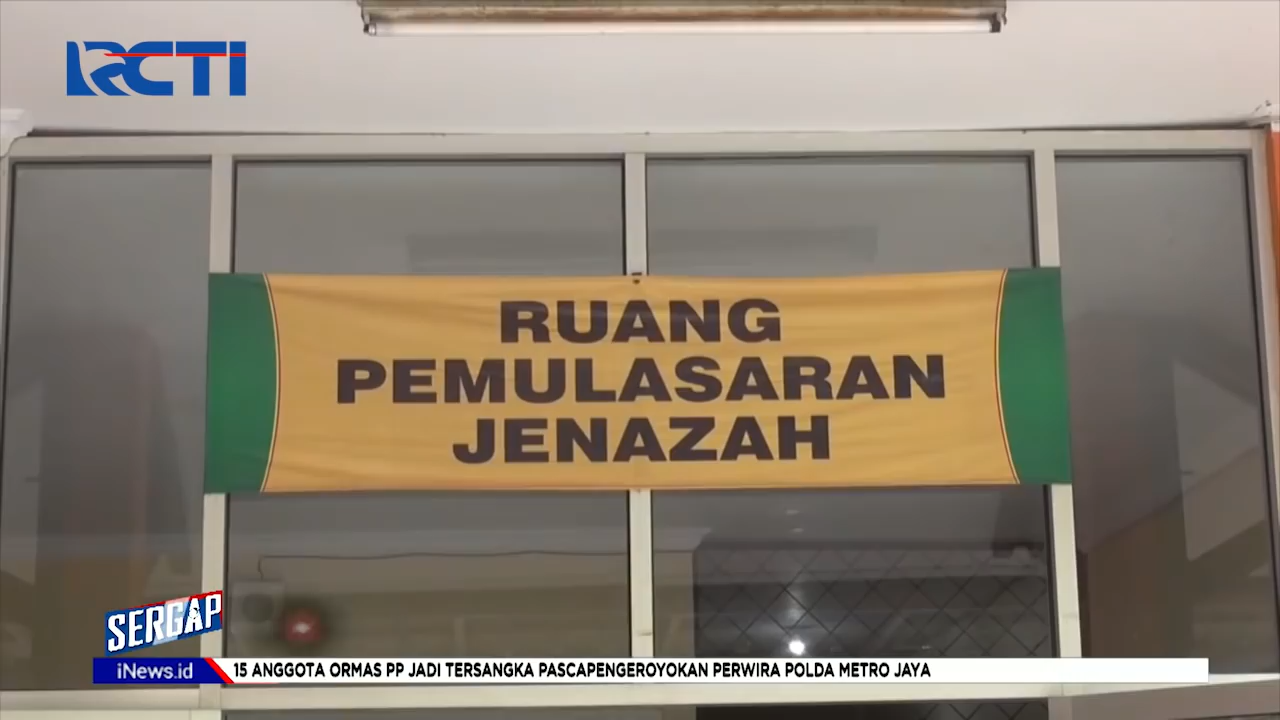 RCTI
RUANG
PEMULASARAN
JENAZAH
SERGAP
iNews.id
15 ANGGOTA ORMAS PP JADI TERSANGKA PASCAPENGEROYOKAN PERWIRA POLDA METRO JAYA